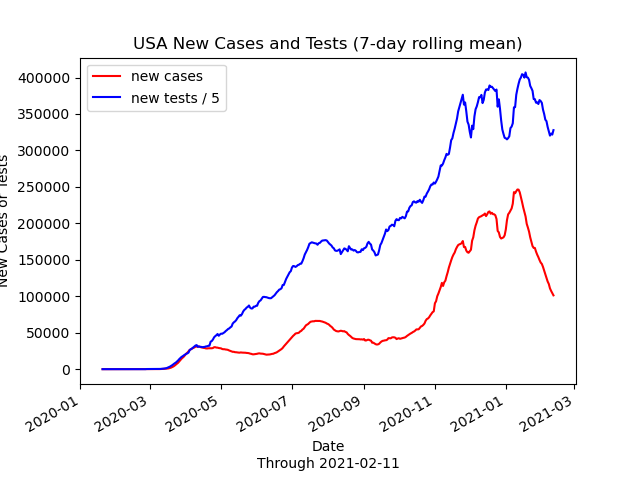 USA New Cases and Tests (7-day rolling mean)
new cases
new tests / 5
400000
350000
300000
250000
200000
150000
100000
50000
0
New Cases or Tests
2020-01
2020-03
2020-05
2020-07
2020-09
2020-11
2021-01
2021-03
Date
Through 2021-02-11